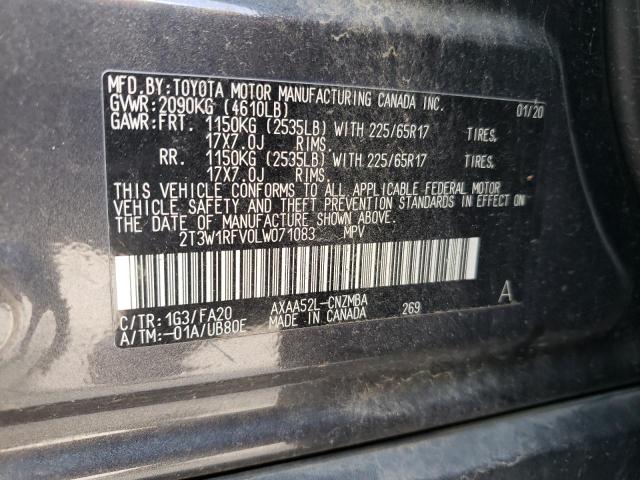 MFD.BY:TOYOTA MOTOR MANUFACTURING CANADA INC.
GVWR:2090KG (4610LB) 01/20
GAWR:FRT. 1150KG (2535LB) WITH 225/65R17 TIRES,
17X7.0J RIMS.
RR. 1150KG (2535LB) WITH 225/65R17 TIRES,
17X7.0J RIMS.
THIS VEHICLE CONFORMS TO ALL APPLICABLE FEDERAL MOTOR
VEHICLE SAFETY AND THEFT PREVENTION STANDARDS IN EFFECT ON
THE DATE OF MANUFACTURE SHOWN ABOVE.
2T3W1RFV0LW071083 MPV
C/TR:1G3/FA20 AXAA52L-CNZMBA A
A/TM:-01A/UB80E MADE IN CANADA 269